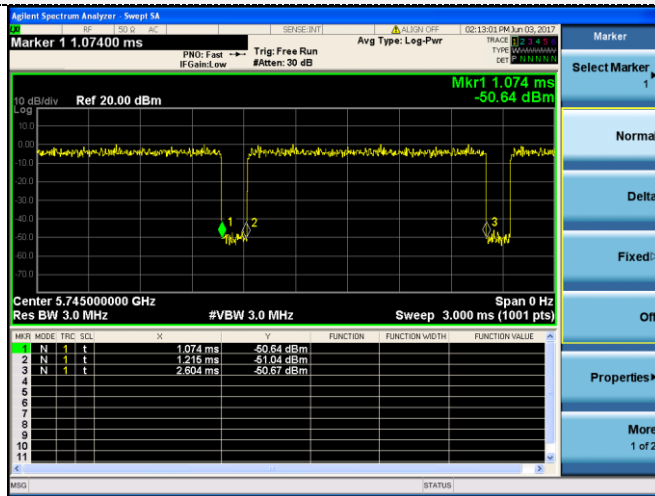 Agilent Spectrum Analyzer - Swept SA
RF 50 Ω AC SENSE:INT ALIGN OFF 02:13:01 PM Jun 03, 2017
Marker 1 1.07400 ms PNO: Fast Trig: Free Run Avg Type: Log-Pwr TRACE 1 2 3 4 5 6
TYPE
IFGain:Low #Atten: 30 dB DET P N N N N N
Mkr1 1.074 ms
-50.64 dBm
10 dB/div Ref 20.00 dBm
Log
10.0
0.00
-10.0
-20.0
-30.0
-40.0
-50.0
-60.0
-70.0
1 2 3
Center 5.745000000 GHz Span 0 Hz
Res BW 3.0 MHz #VBW 3.0 MHz Sweep 3.000 ms (1001 pts)
MKR MODE TRC SCL X Y FUNCTION FUNCTION WIDTH FUNCTION VALUE
1 N 1 t 1.074 ms -50.64 dBm
2 N 1 t 1.215 ms -51.04 dBm
3 N 1 t 2.604 ms -50.67 dBm
4
5
6
7
8
9
10
11
MSG STATUS
Marker
Select Marker
1
Normal
Delta
Fixed
Off
Properties
More
1 of 2